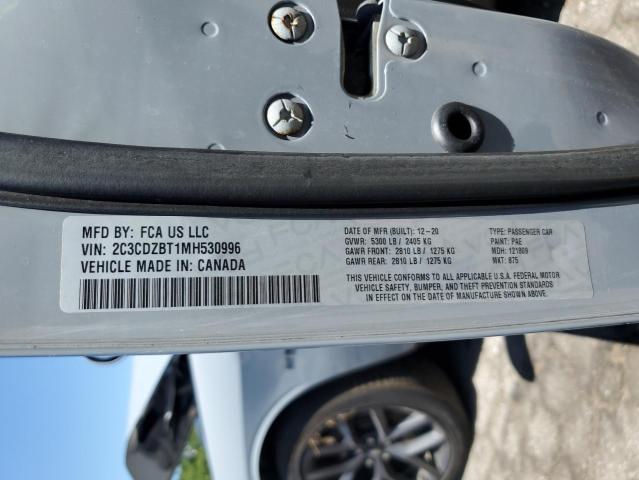 MFD BY: FCA US LLC
VIN: 2C3CDZBT1MH530996
VEHICLE MADE IN: CANADA
DATE OF MFR (BUILT): 12-20
GVWR: 5300 LB / 2405 KG
GAWR FRONT: 2810 LB / 1275 KG
GAWR REAR: 2810 LB / 1275 KG
TYPE: PASSENGER CAR
PAINT: PAE
MDH: 121809
MKT: 875
THIS VEHICLE CONFORMS TO ALL APPLICABLE U.S.A. FEDERAL MOTOR
VEHICLE SAFETY, BUMPER, AND THEFT PREVENTION STANDARDS
IN EFFECT ON THE DATE OF MANUFACTURE SHOWN ABOVE.